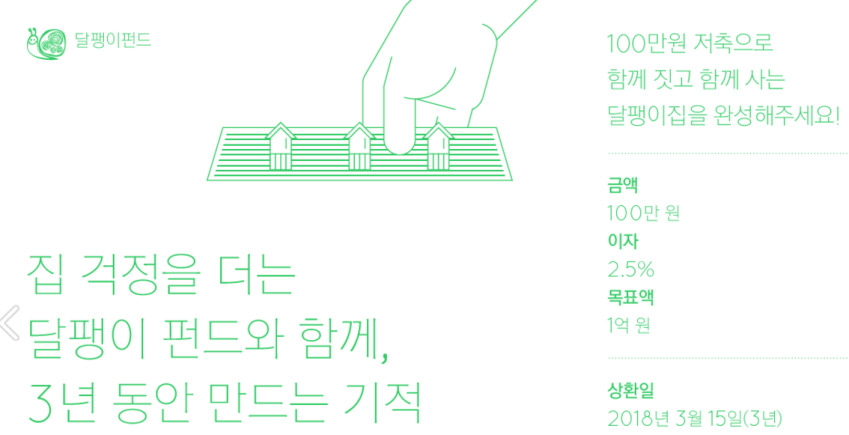 달팽이펀드
집 걱정을 더는
달팽이 펀드와 함께,
3년 동안 만드는 기적
100만원 저축으로
함께 짓고 함께 사는
달팽이집을 완성해주세요!
금액
100만 원
이자
2.5%
목표액
1억 원
상환일
2018년 3월 15일(3년)